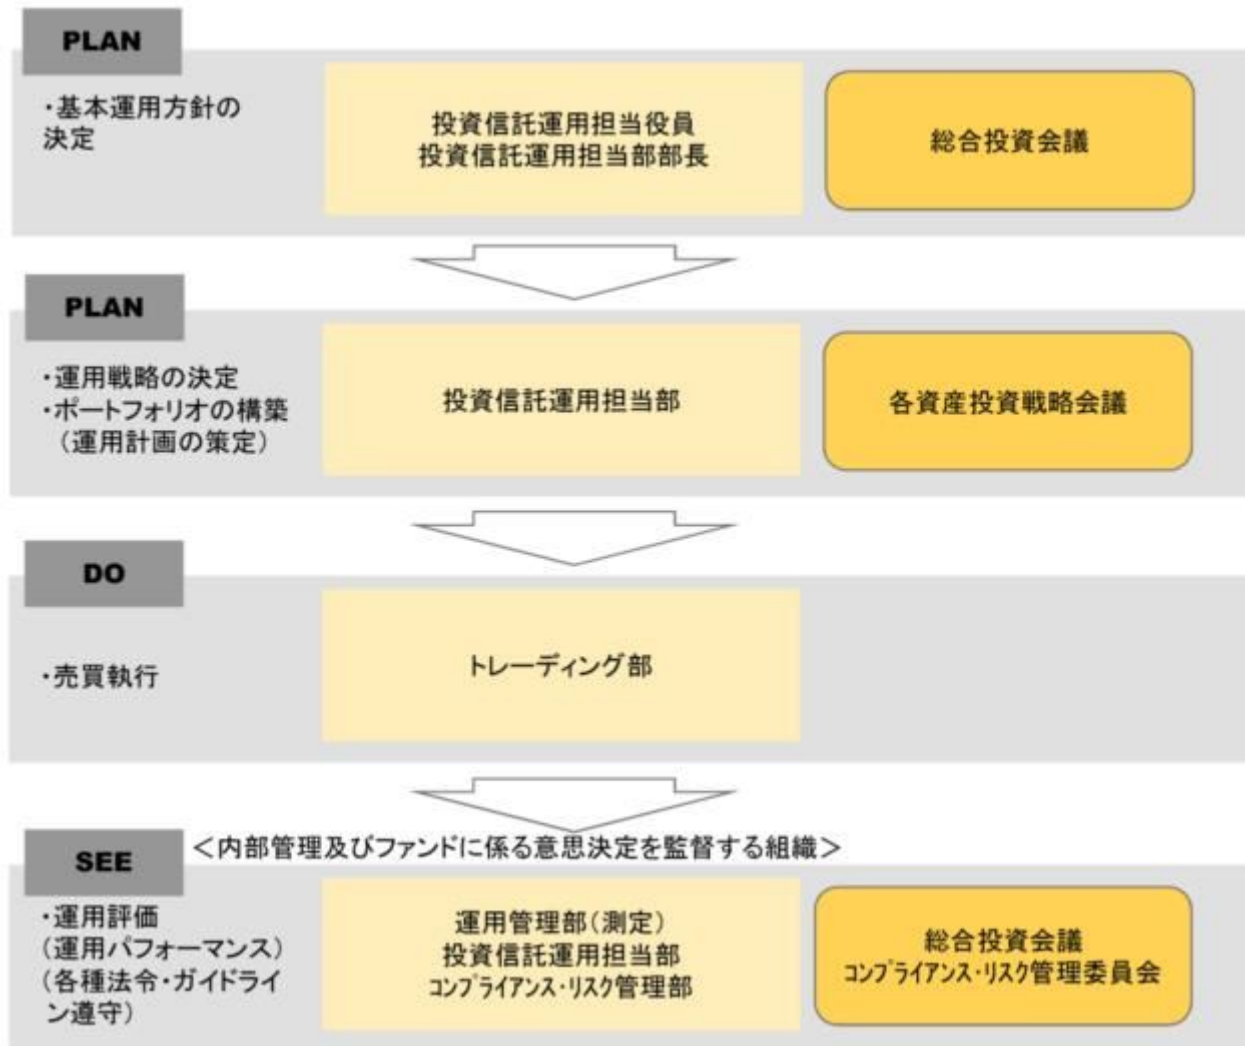 PLAN
・基本運用方針の
決定
投資信託運用担当役員
投資信託運用担当部部長
総合投資会議
PLAN
・運用戦略の決定
・ポートフォリオの構築
（運用計画の策定）
投資信託運用担当部
各資産投資戦略会議
DO
・売買執行
トレーディング部
＜内部管理及びファンドに係る意思決定を監督する組織＞
SEE
・運用評価
(運用パフォーマンス)
(各種法令・ガイドライ
ン遵守)
運用管理部(測定)
投資信託運用担当部
ｺﾝﾌﾟﾗｲｱﾝｽ・ﾘｽｸ管理部
総合投資会議
ｺﾝﾌﾟﾗｲｱﾝｽ・ﾘｽｸ管理委員会